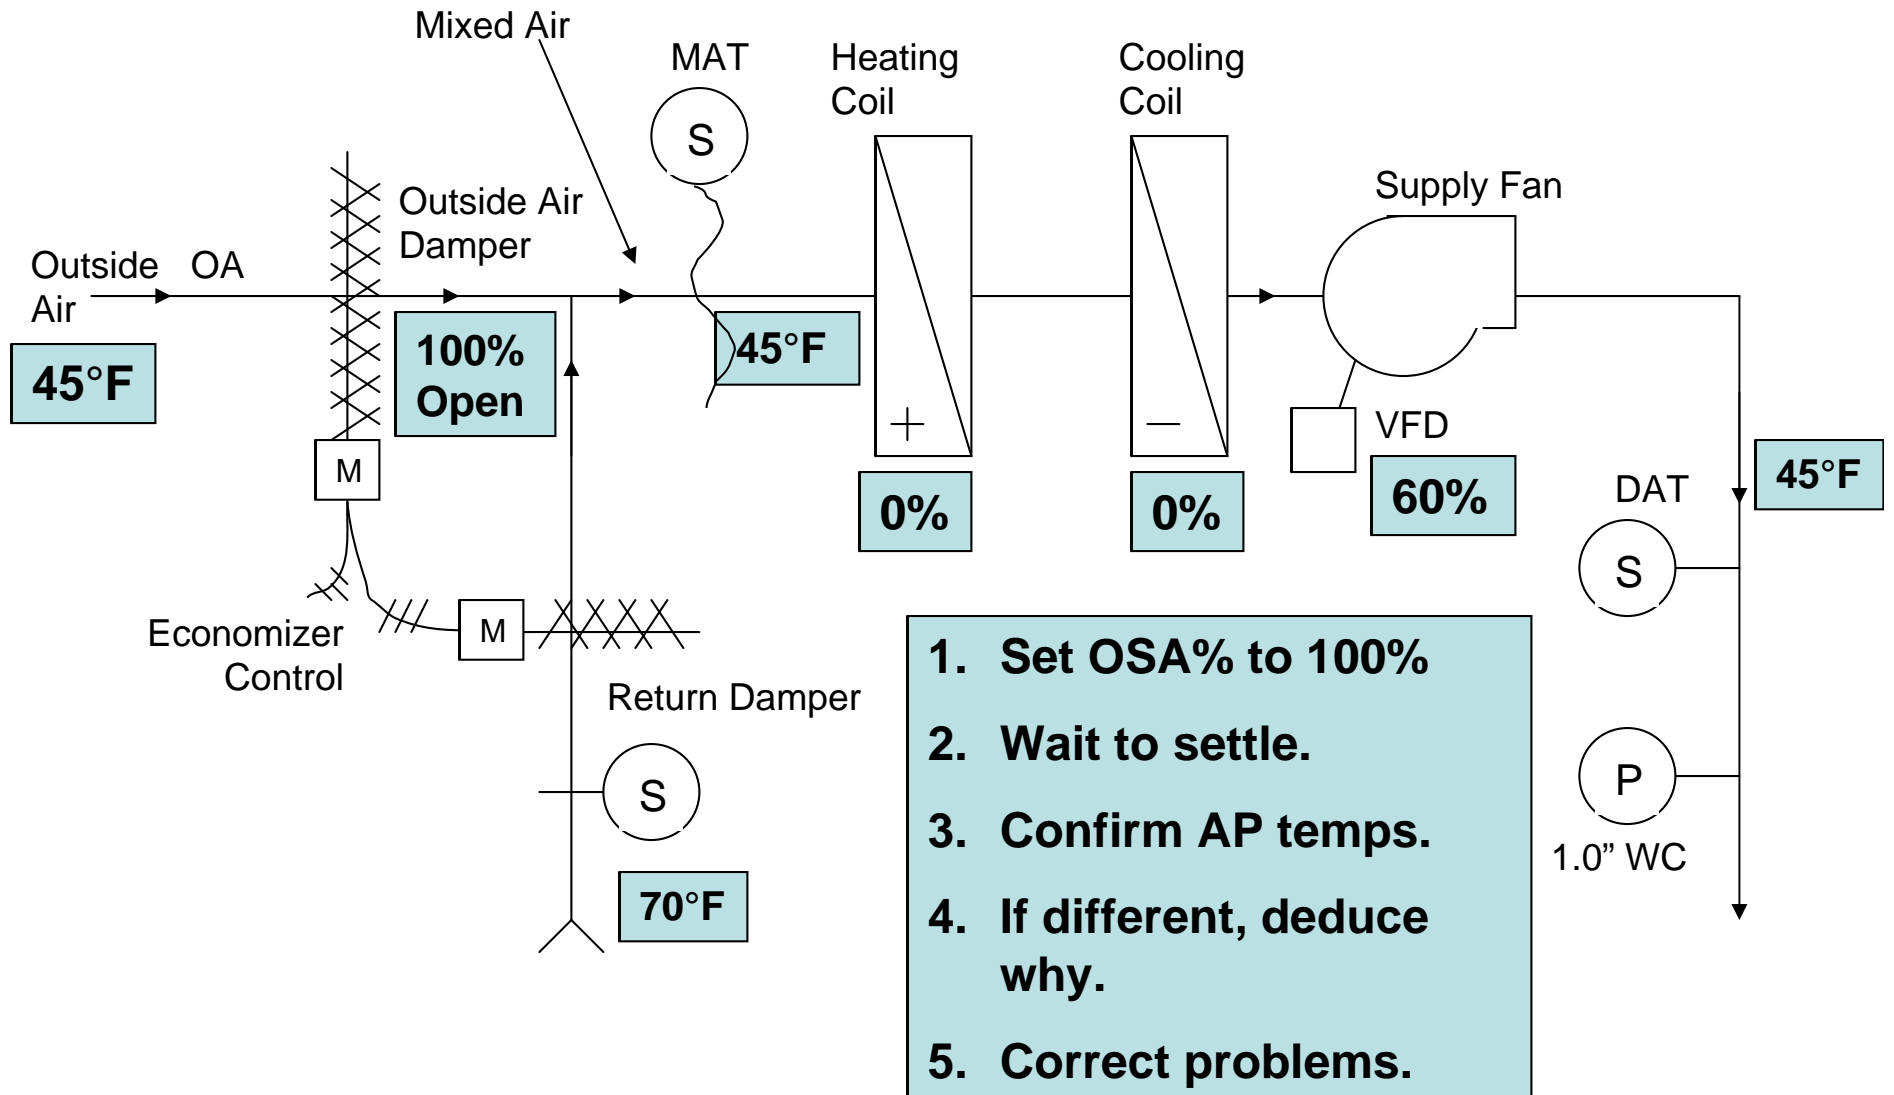 Mixed Air
MAT
Heating
Coil
Cooling
Coil
S
Outside Air
Damper
Supply Fan
Outside OA
Air
45°F
100%
Open
45°F
+
−
VFD
60%
0%
0%
45°F
DAT
S
M
M
Economizer
Control
Return Damper
S
70°F
P
1.0” WC
1. Set OSA% to 100%
2. Wait to settle.
3. Confirm AP temps.
4. If different, deduce
why.
5. Correct problems.